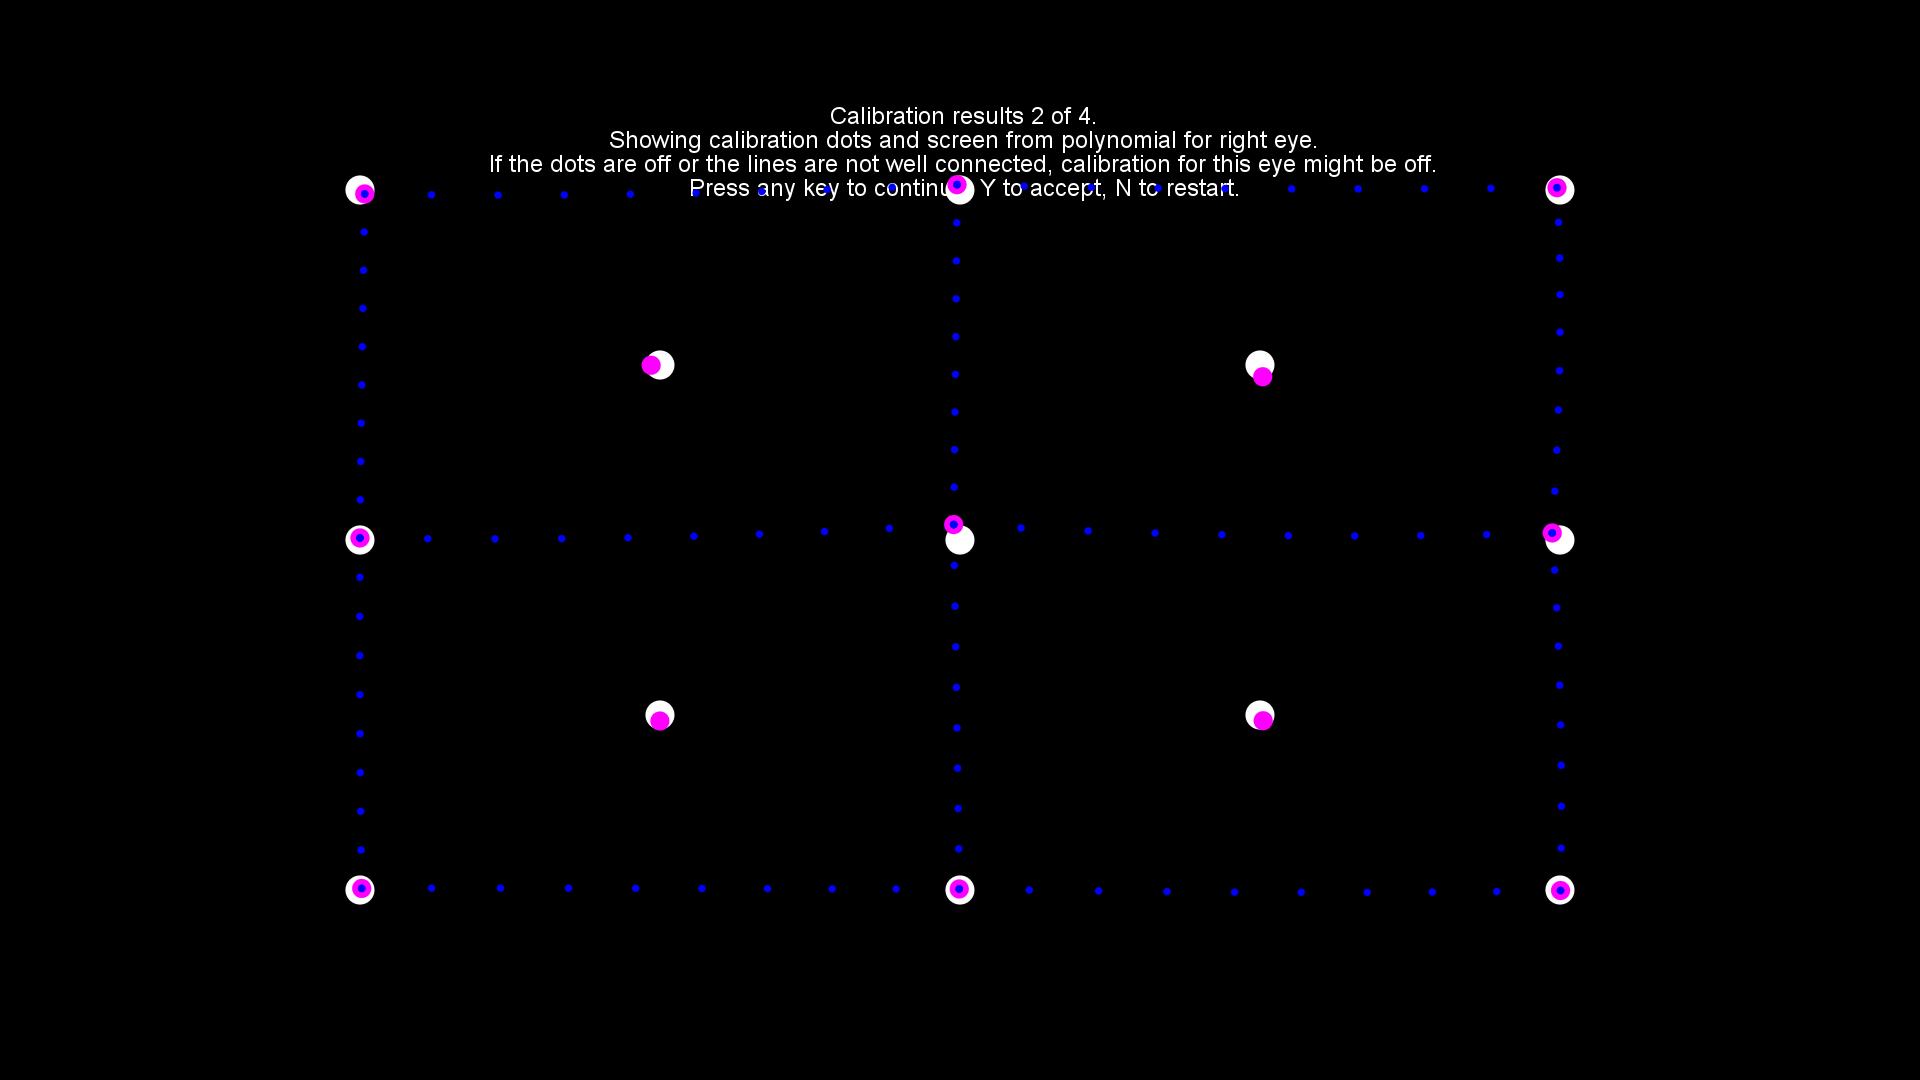 Calibration results 2 of 4.
Showing calibration dots and screen from polynomial for right eye.
If the dots are off or the lines are not well connected, calibration for this eye might be off.
Press any key to continu Y to accept, N to restart.